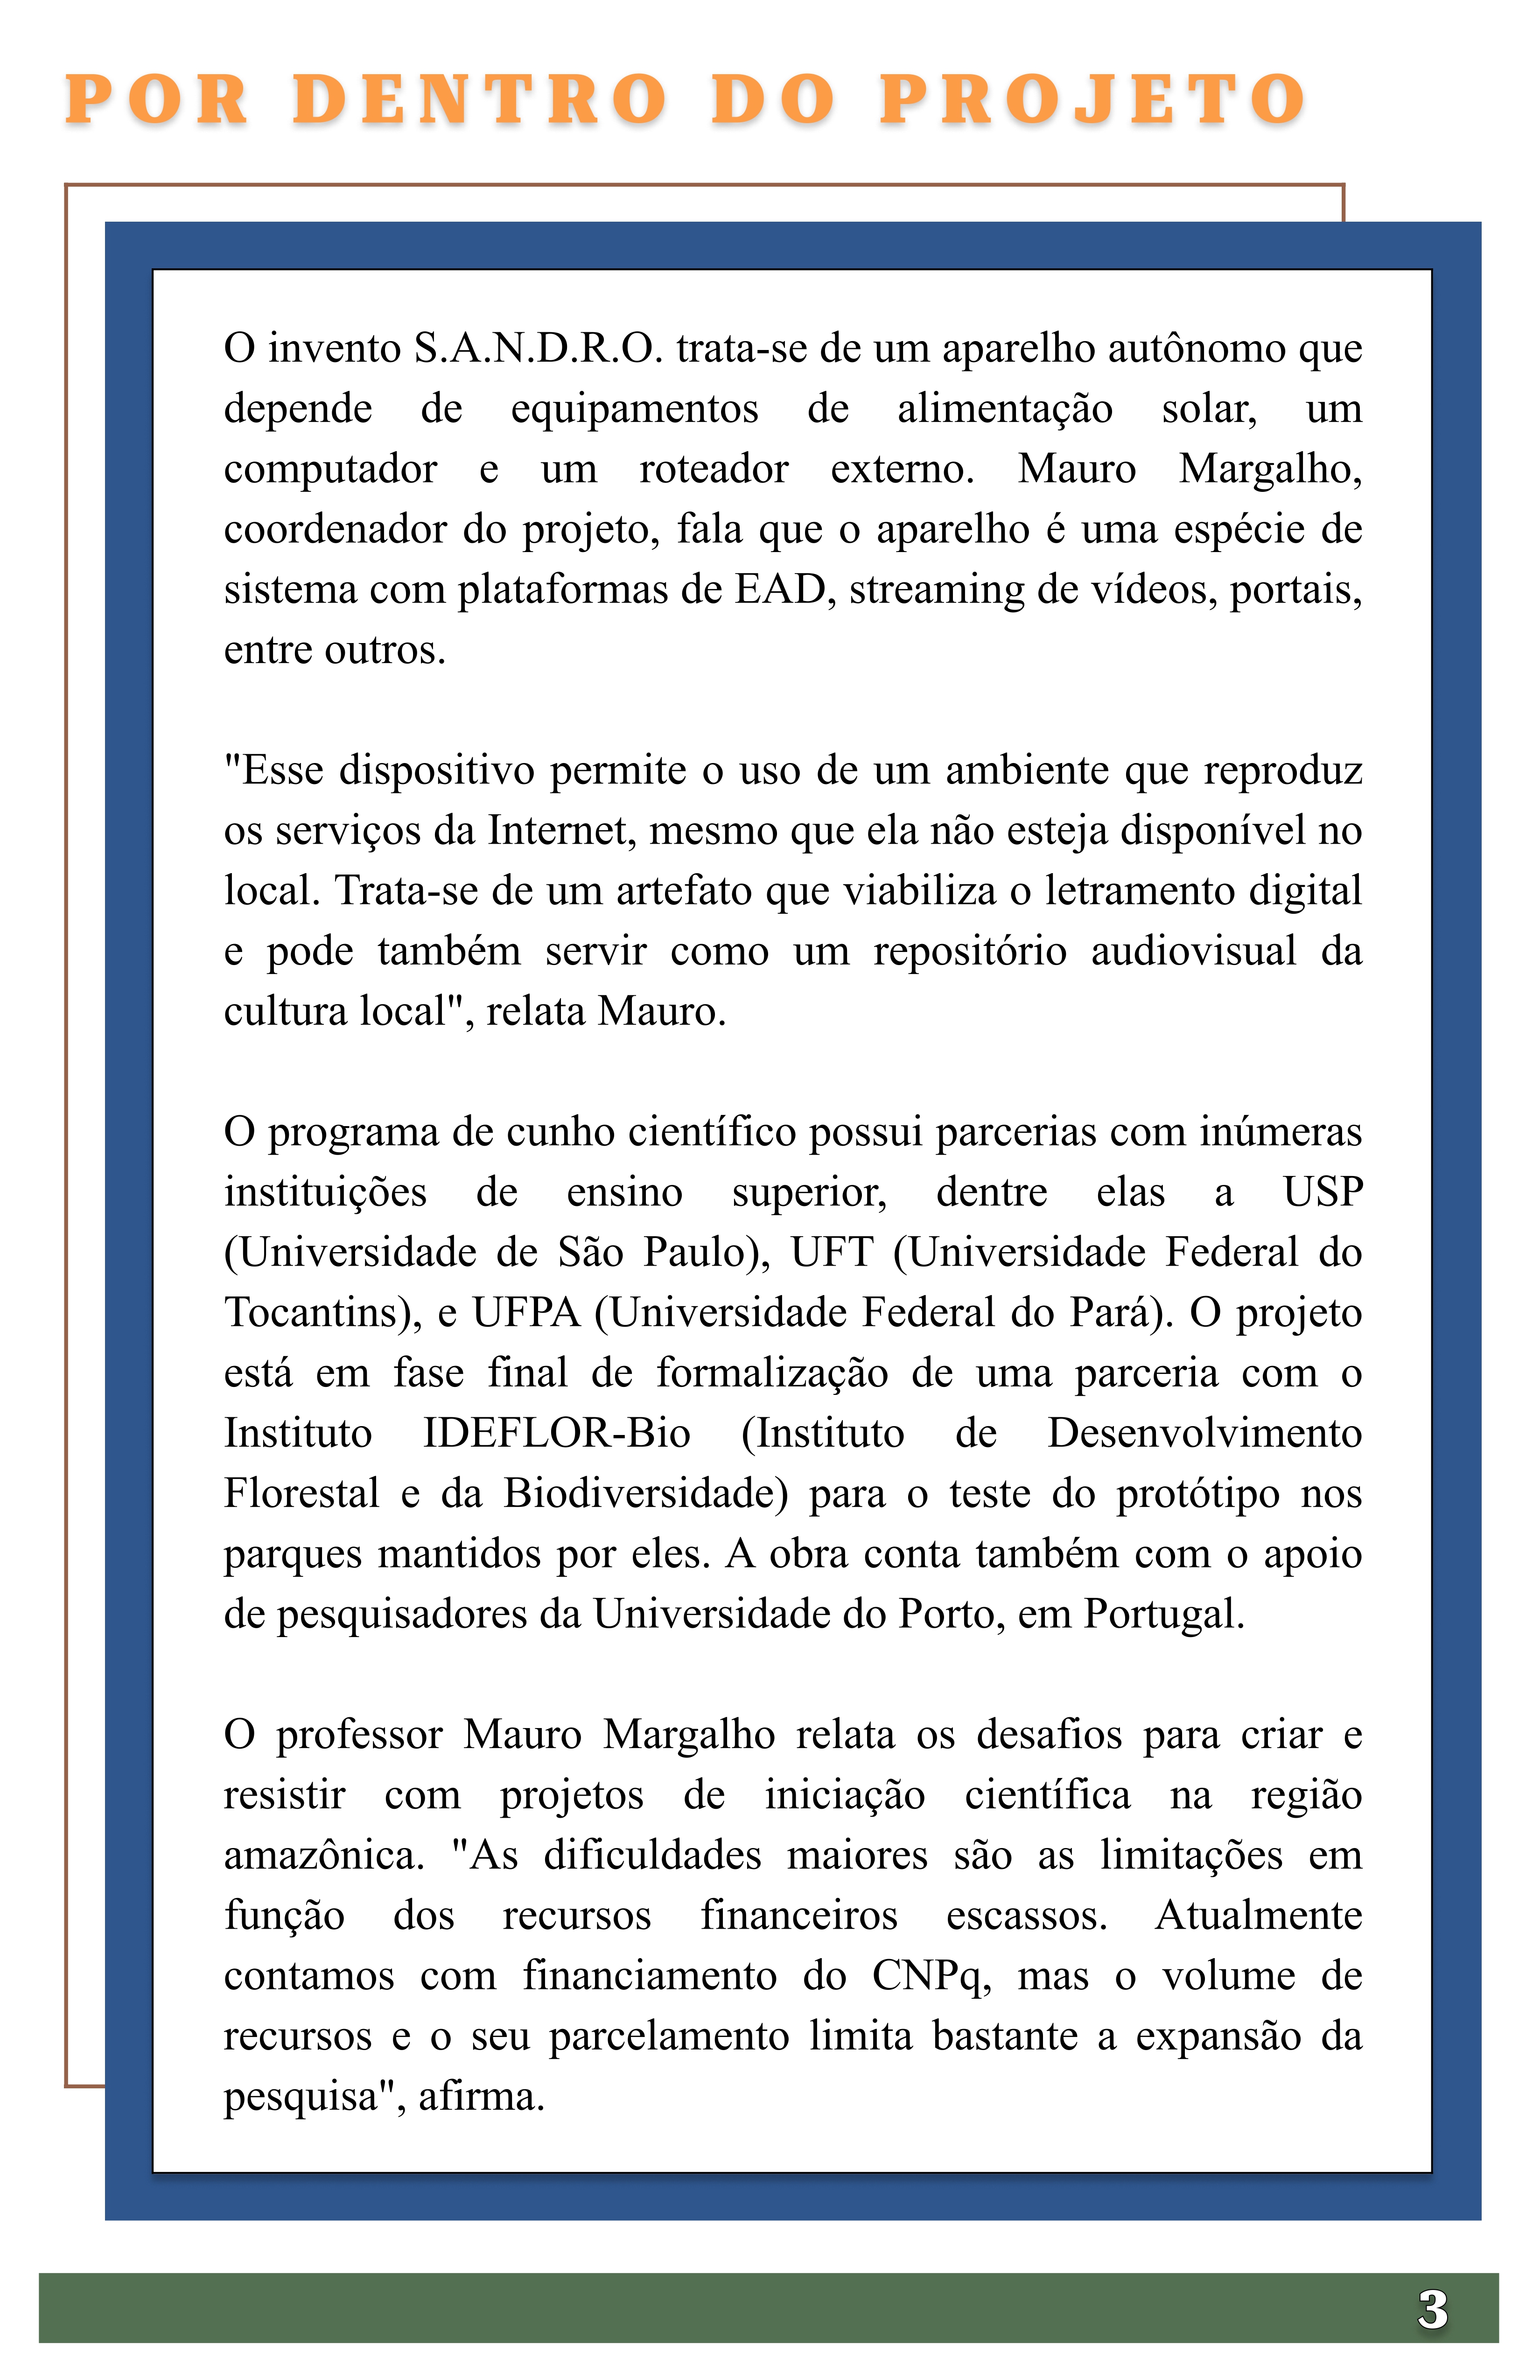 POR DENTRO DO PROJETO
O invento S.A.N.D.R.O. trata-se de um aparelho autônomo que
depende de equipamentos de alimentação solar, um
computador e um roteador externo. Mauro Margalho,
coordenador do projeto, fala que o aparelho é uma espécie de
sistema com plataformas de EAD, streaming de vídeos, portais,
entre outros.
"Esse dispositivo permite o uso de um ambiente que reproduz
os serviços da Internet, mesmo que ela não esteja disponível no
local. Trata-se de um artefato que viabiliza o letramento digital
e pode também servir como um repositório audiovisual da
cultura local", relata Mauro.
O programa de cunho científico possui parcerias com inúmeras
instituições de ensino superior, dentre elas a USP
(Universidade de São Paulo), UFT (Universidade Federal do
Tocantins), e UFPA (Universidade Federal do Pará). O projeto
está em fase final de formalização de uma parceria com o
Instituto IDEFLOR-Bio (Instituto de Desenvolvimento
Florestal e da Biodiversidade) para o teste do protótipo nos
parques mantidos por eles. A obra conta também com o apoio
de pesquisadores da Universidade do Porto, em Portugal.
O professor Mauro Margalho relata os desafios para criar e
resistir com projetos de iniciação científica na região
amazônica. "As dificuldades maiores são as limitações em
função dos recursos financeiros escassos. Atualmente
contamos com financiamento do CNPq, mas o volume de
recursos e o seu parcelamento limita bastante a expansão da
pesquisa", afirma.
3